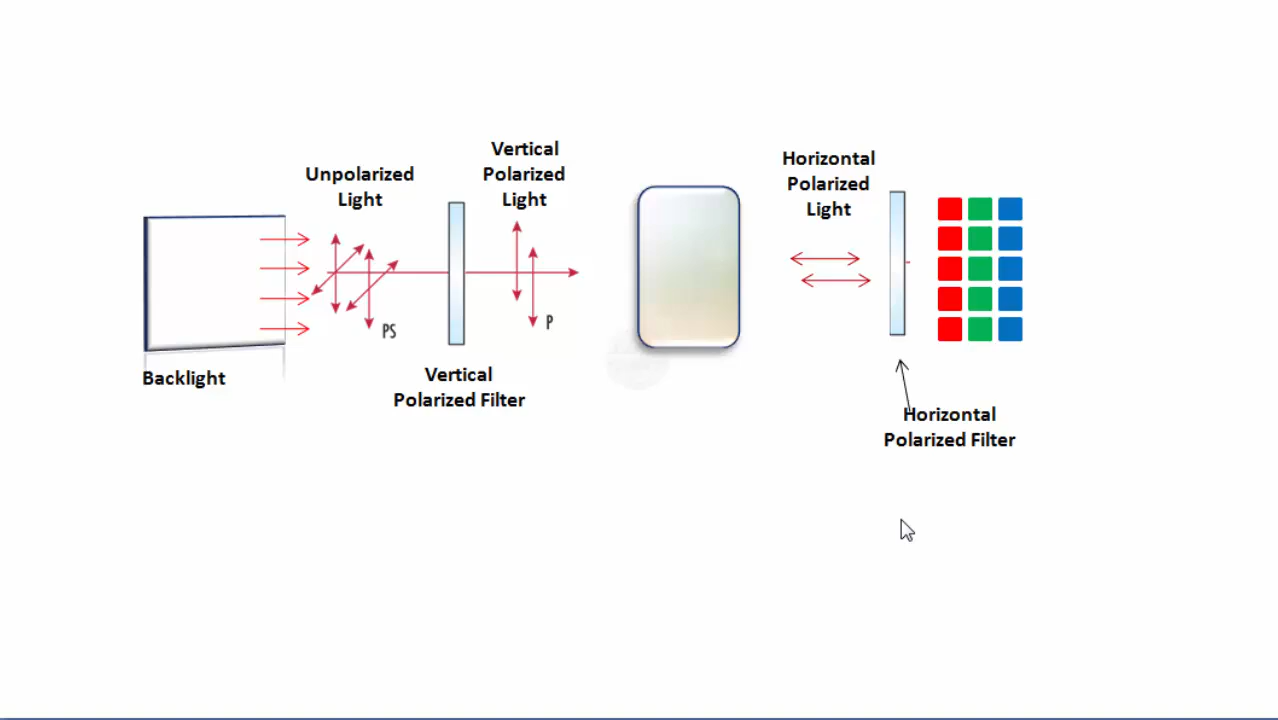 Unpolarized
Light
Vertical
Polarized
Light
Horizontal
Polarized
Light
PS
P
Backlight
Vertical
Polarized Filter
Horizontal
Polarized Filter